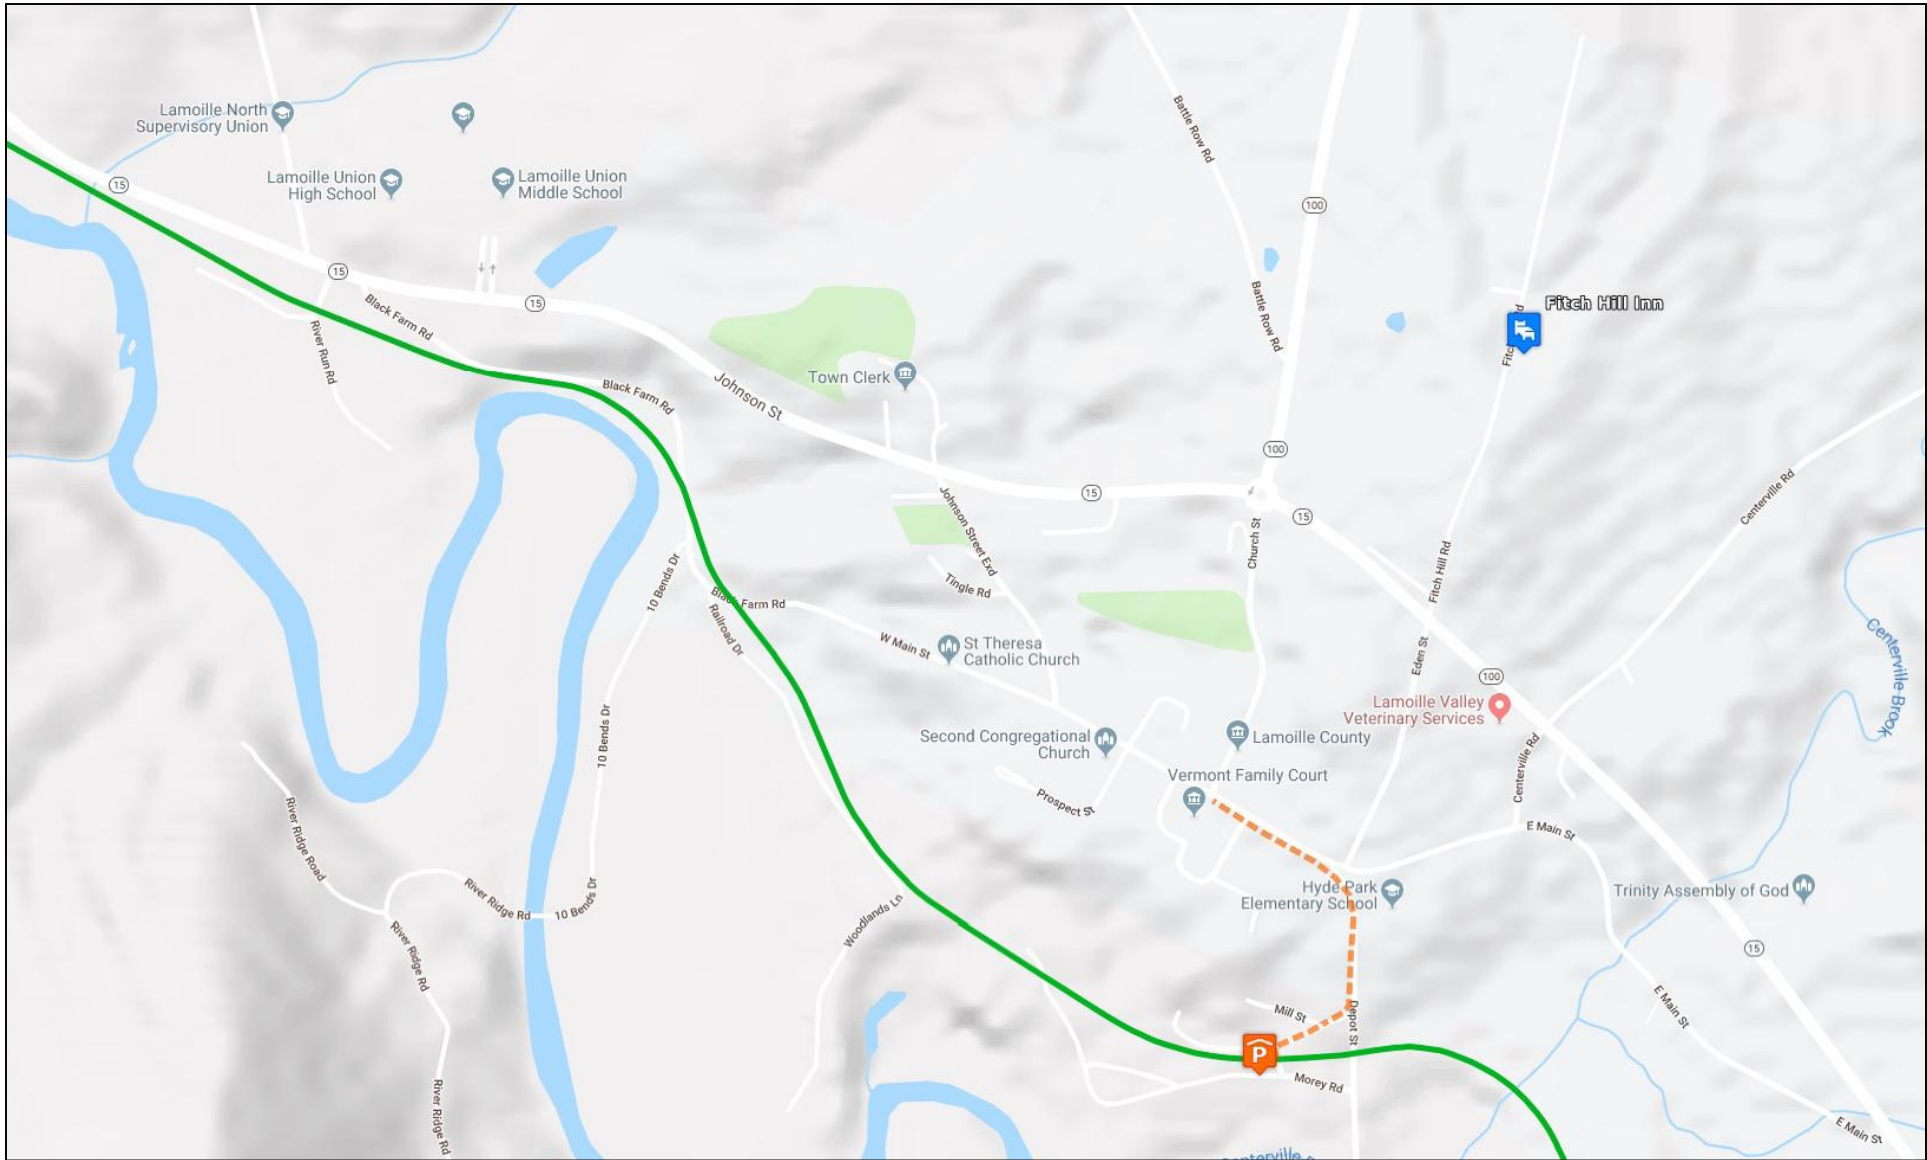 Lamoille North
Supervisory Union
Lamoille Union
High School
Lamoille Union
Middle School
15
15
15
Black Farm Rd
River Run Rd
Black Farm Rd
Johnson St
Town Clerk
Battle Row Rd
100
Battle Row Rd
Fitch Hill Inn
100
15
15
Johnson Street Exd
Church St
Fitch Hill Rd
Centerville Rd
Tingle Rd
10 Bends Dr
Black Farm Rd
Railroad Dr
W Main St
St Theresa
Catholic Church
Eden St
100
Centerville Brook
Lamoille Valley
Veterinary Services
Second Congregational
Church
Lamoille County
10 Bends Dr
Vermont Family Court
Centerville Rd
Prospect St
River Ridge Road
E Main St
Hyde Park
Elementary School
Trinity Assembly of God
River Ridge Rd
10 Bends Dr
Woodlands Ln
River Ridge Rd
15
E Main St
Mill St
Depot St
P
Morey Rd
River Ridge Rd
E Main St